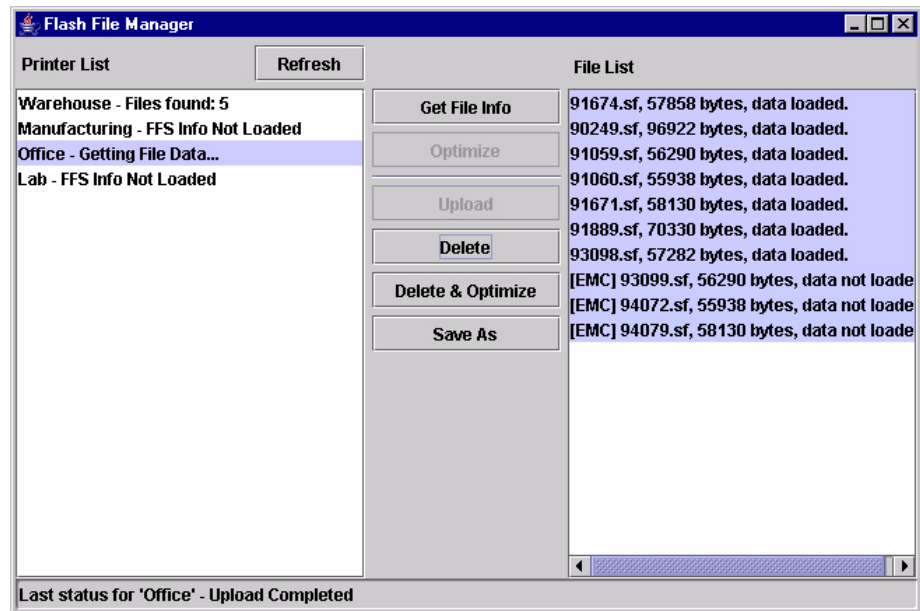 Flash File Manager
Printer List
Refresh
File List
Warehouse - Files found: 5
Manufacturing - FFS Info Not Loaded
Office - Getting File Data...
Lab - FFS Info Not Loaded
Get File Info
Optimize
Upload
Delete
Delete & Optimize
Save As
91674.sf, 57858 bytes, data loaded.
90249.sf, 96922 bytes, data loaded.
91059.sf, 56290 bytes, data loaded.
91060.sf, 55938 bytes, data loaded.
91671.sf, 58130 bytes, data loaded.
91889.sf, 70330 bytes, data loaded.
93098.sf, 57282 bytes, data loaded.
[EMC] 93099.sf, 56290 bytes, data not loade
[EMC] 94072.sf, 55938 bytes, data not loade
[EMC] 94079.sf, 58130 bytes, data not loade
Last status for 'Office' - Upload Completed